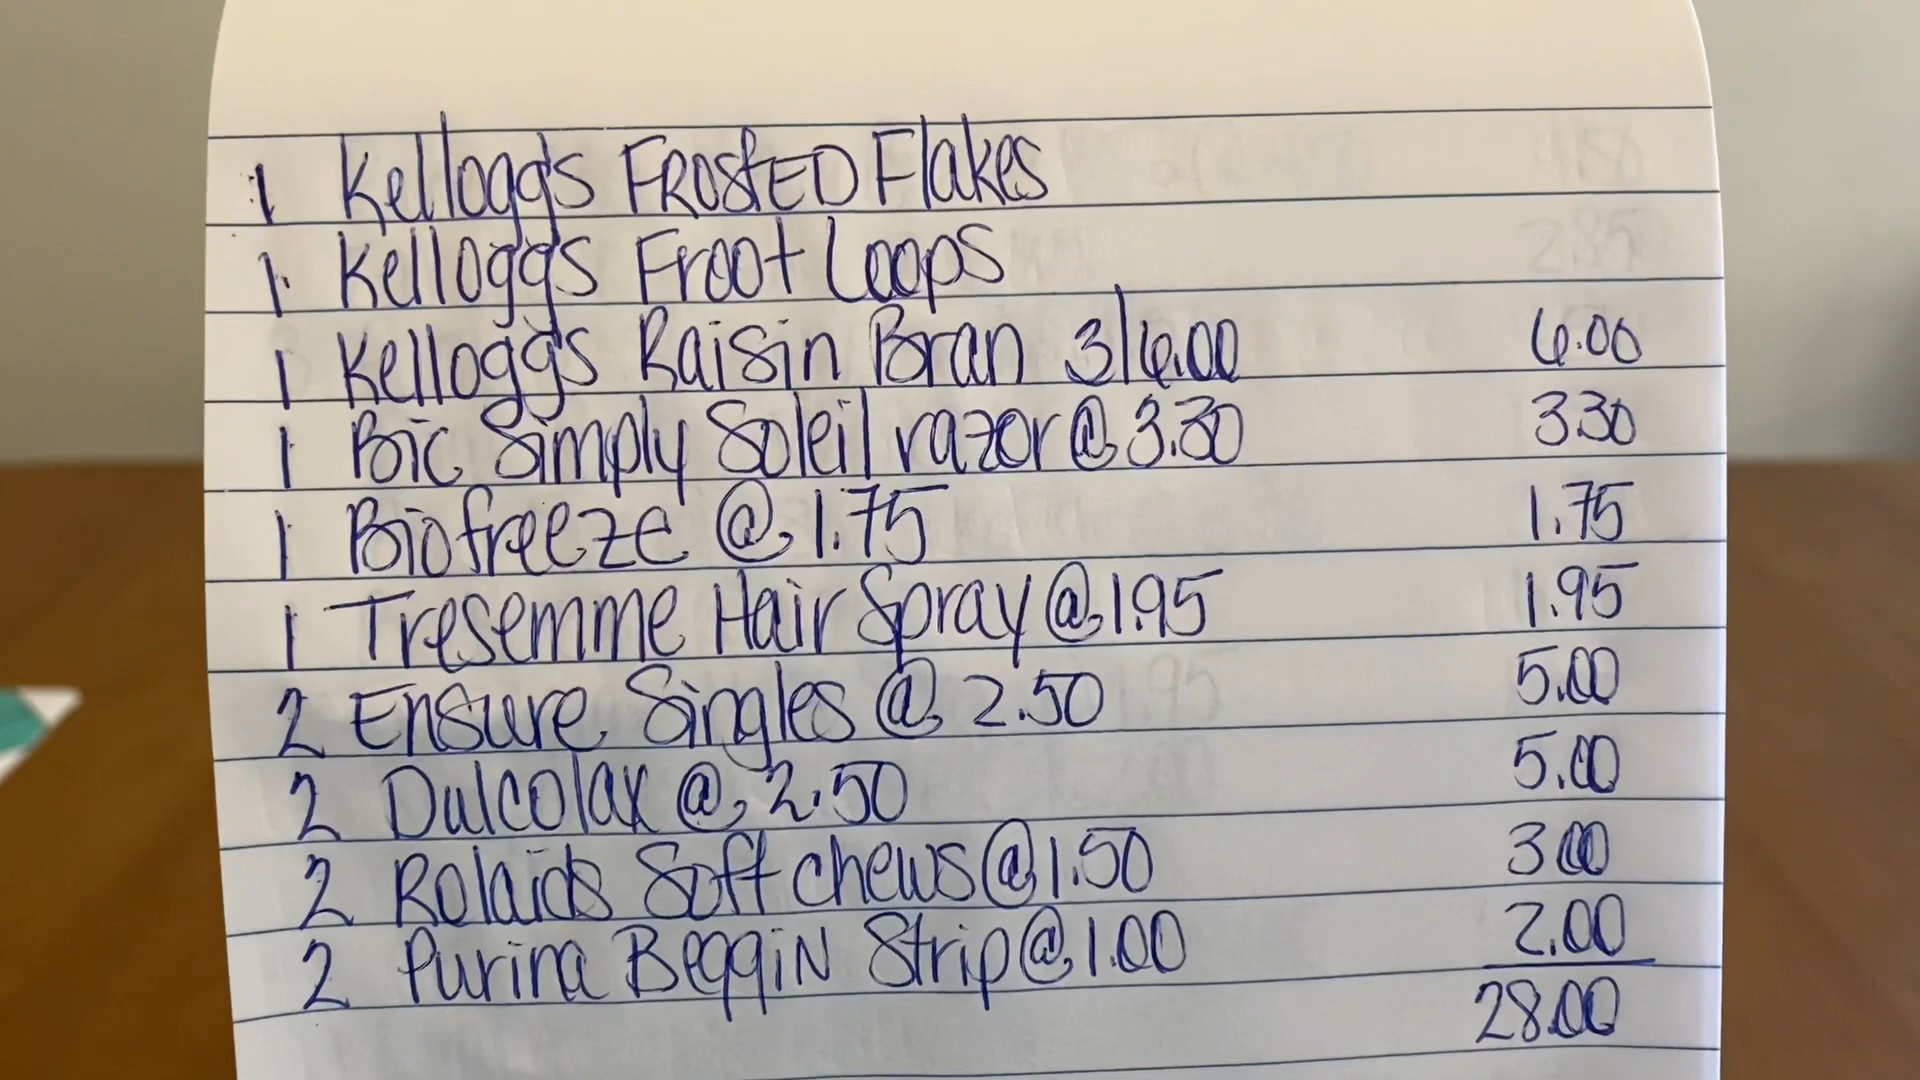 1 Kellogg's FROSTED Flakes
1 Kellogg's Froot Loops
1 Kellogg's Raisin Bran 3/6.00 6.00
1 Bic Simply Soleil razor @ 3.30 3.30
1 Biofreeze @ 1.75 1.75
1 Tresemme Hair Spray @ 1.95 1.95
2 Ensure Singles @ 2.50 5.00
2 Dulcolax @ 2.50 5.00
2 Rolaids Soft chews @ 1.50 3.00
2 Purina BeggiN Strip @ 1.00 2.00
28.00